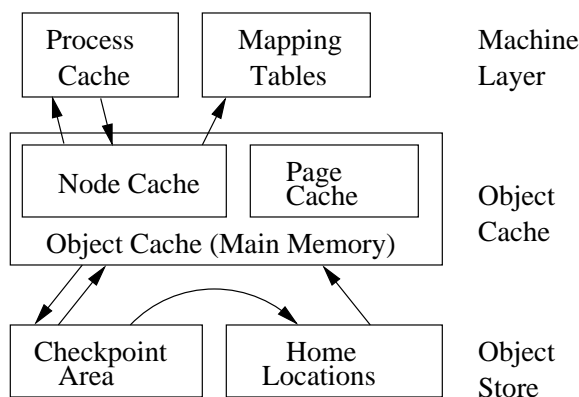 Process
Cache
Mapping
Tables
Machine
Layer
Node Cache
Page
Cache
Object Cache (Main Memory)
Object
Cache
Checkpoint
Area
Home
Locations
Object
Store